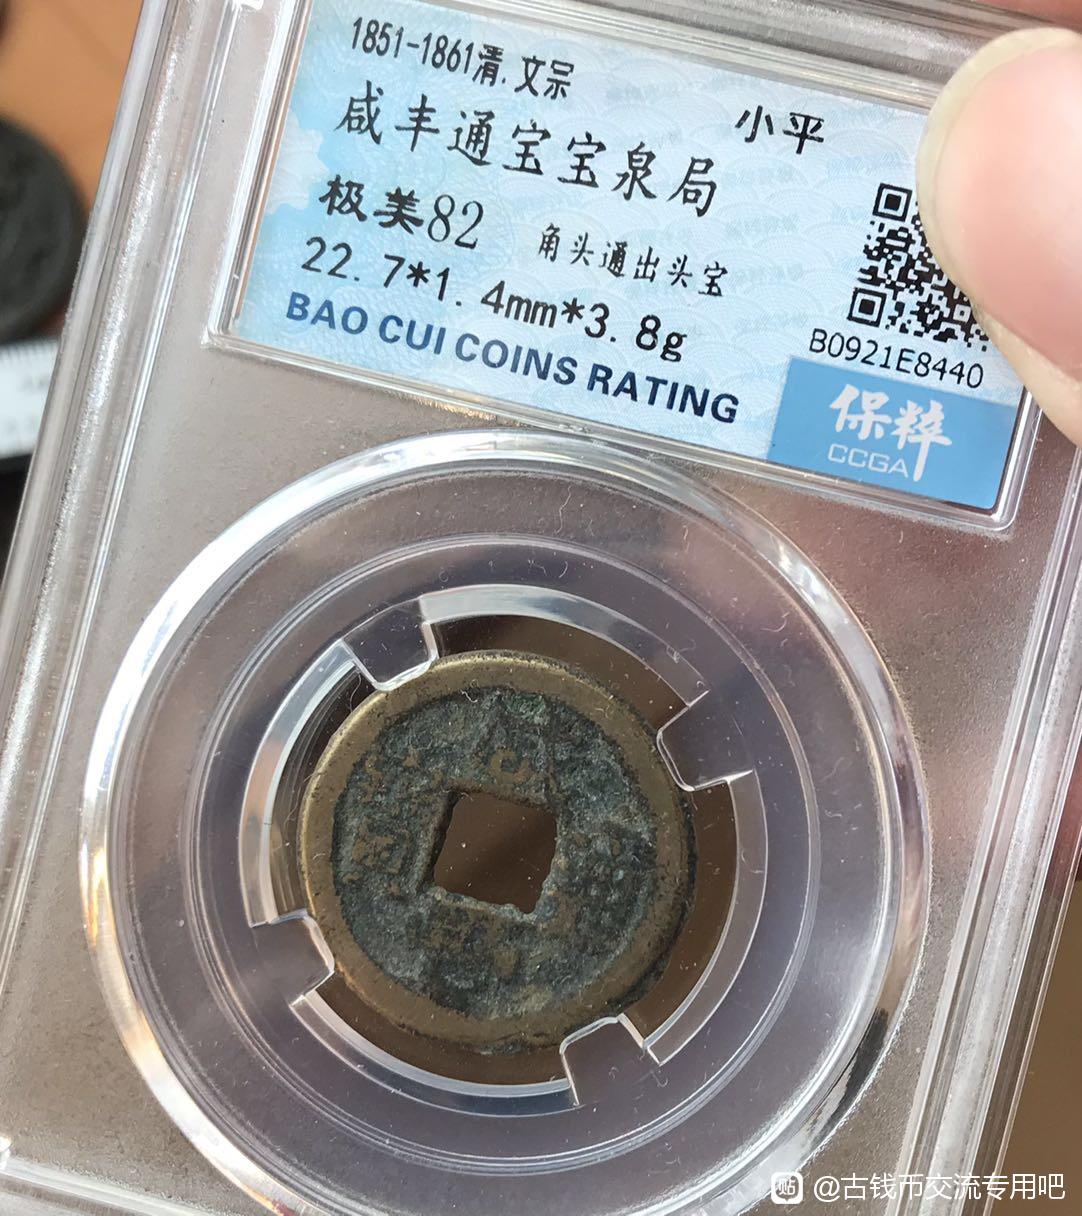 1851-1861清.文宗
小平
咸丰通宝宝泉局
极美82
角头通出头宝
22.7*1.4mm*3.8g
BAO CUI COINS RATING
B0921E8440
保粹
CCGA
贴 @古钱币交流专用吧